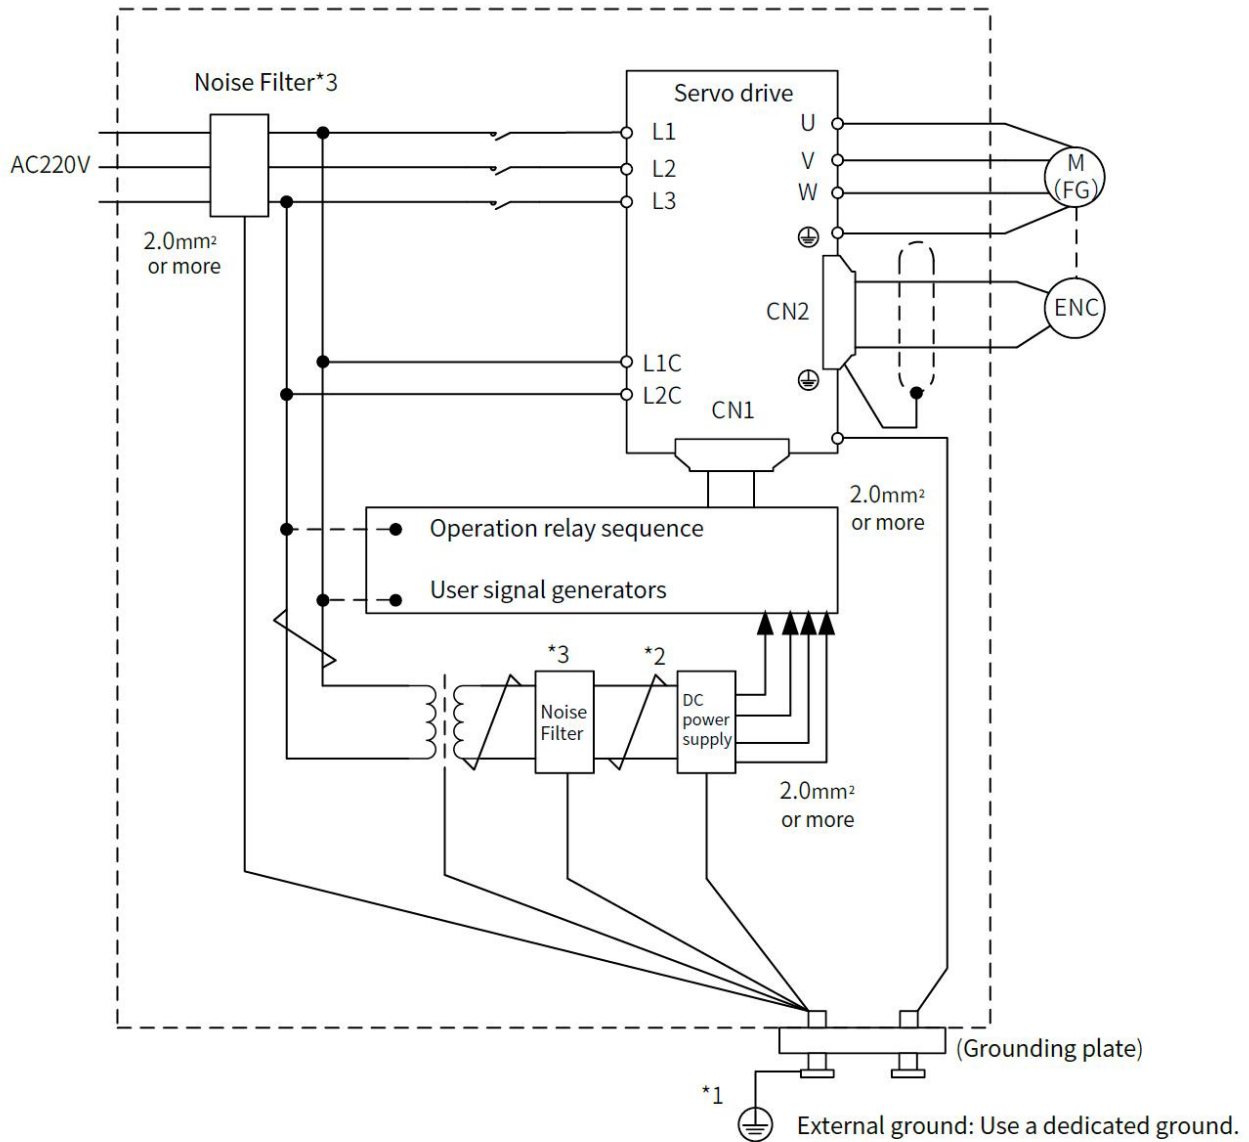 Noise Filter*3
Servo drive
L1
U
AC220V
L2
V
M
(FG)
L3
W
2.0mm²
or more
CN2
ENC
L1C
L2C
CN1
2.0mm²
or more
Operation relay sequence
User signal generators
*3
*2
Noise
Filter
DC
power
supply
2.0mm²
or more
(Grounding plate)
*1
External ground: Use a dedicated ground.